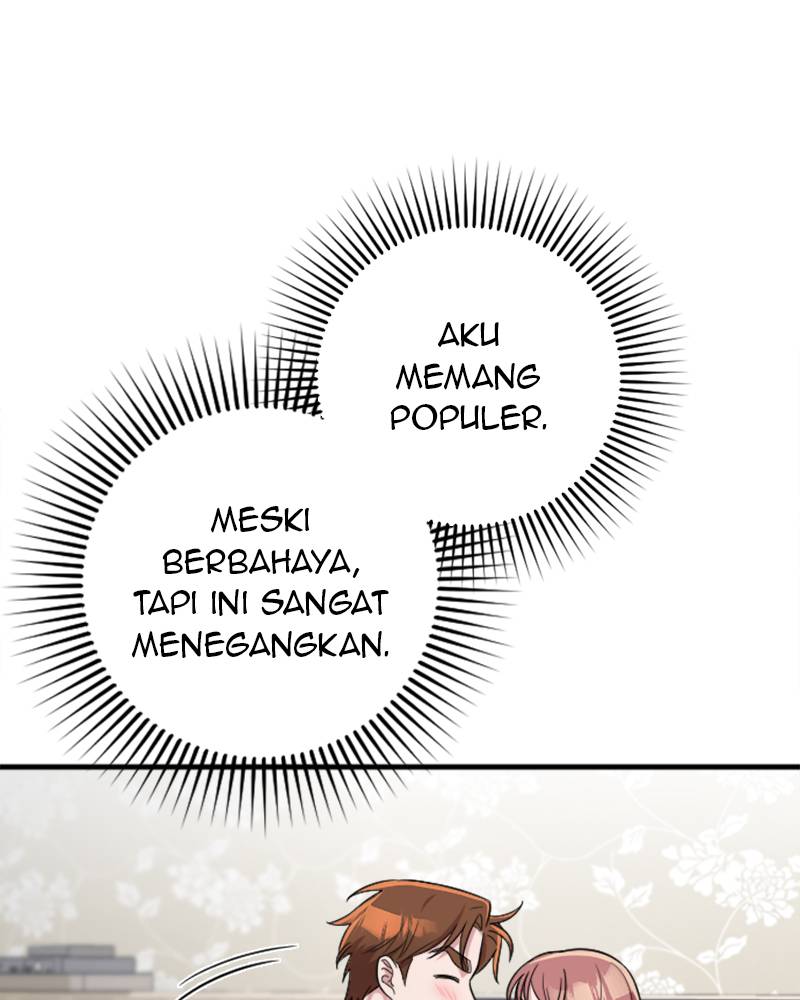 AKU
MEMANG
POPULER.
MESKI
BERBAHAYA,
TAPI INI SANGAT
MENEGANGKAN.